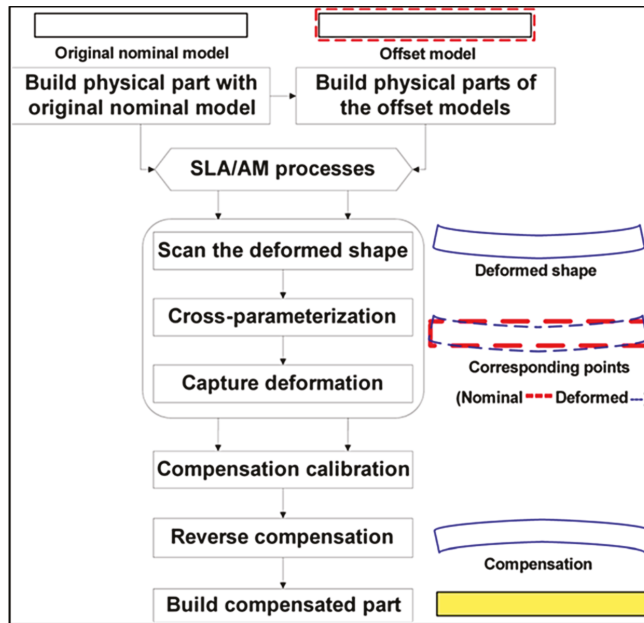 Original nominal model
Offset model
Build physical part with
original nominal model
Build physical parts of
the offset models
SLA/AM processes
Scan the deformed shape
Deformed shape
Cross-parameterization
Corresponding points
(Nominal Deformed
Capture deformation
Compensation calibration
Reverse compensation
Compensation
Build compensated part